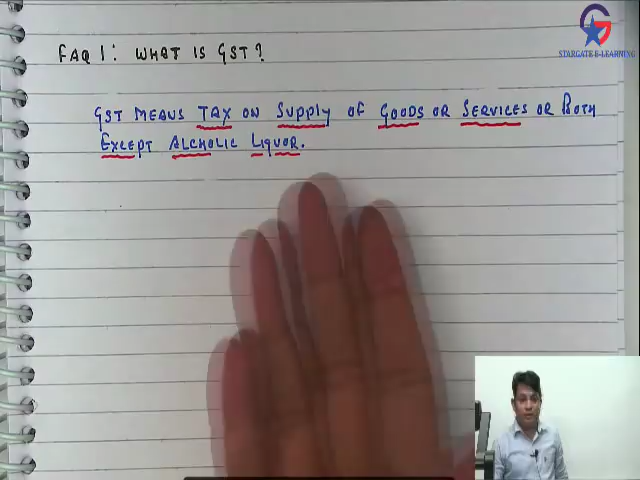 STARGATE E-LEARNING
FAQ 1: WHAT IS GST?
GST MEANS TAX ON SUPPLY OF GOODS OR SERVICES OR BOTH
EXCEPT ALCHOLIC LIQUOR.